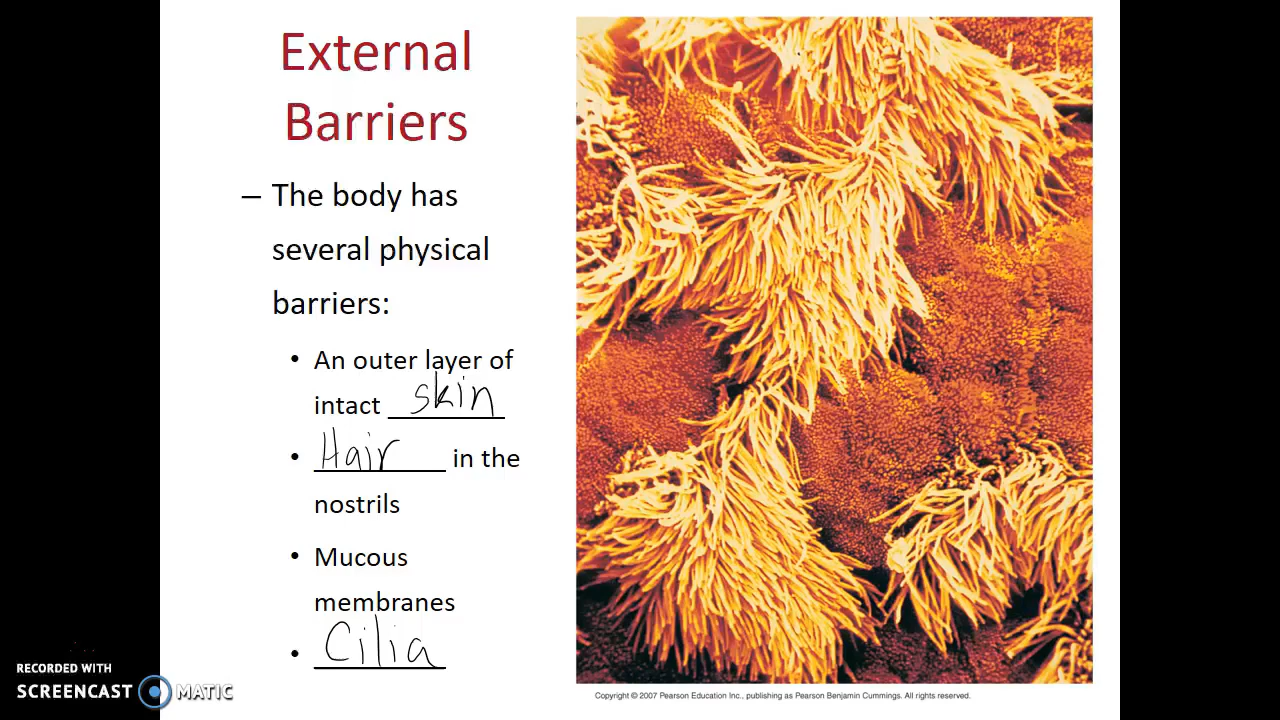 External
Barriers
– The body has
several physical
barriers:
• An outer layer of
intact skin
• Hair in the
nostrils
• Mucous
membranes
• Cilia
RECORDED WITH
SCREENCAST MATIC
Copyright © 2007 Pearson Education Inc., publishing as Pearson Benjamin Cummings. All rights reserved.